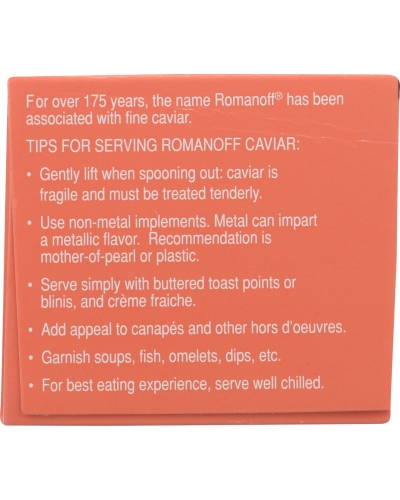 For over 175 years, the name Romanoff® has been
associated with fine caviar.
TIPS FOR SERVING ROMANOFF CAVIAR:
• Gently lift when spooning out: caviar is
fragile and must be treated tenderly.
• Use non-metal implements. Metal can impart
a metallic flavor. Recommendation is
mother-of-pearl or plastic.
• Serve simply with buttered toast points or
blinis, and crème fraiche.
• Add appeal to canapés and other hors d'oeuvres.
• Garnish soups, fish, omelets, dips, etc.
• For best eating experience, serve well chilled.